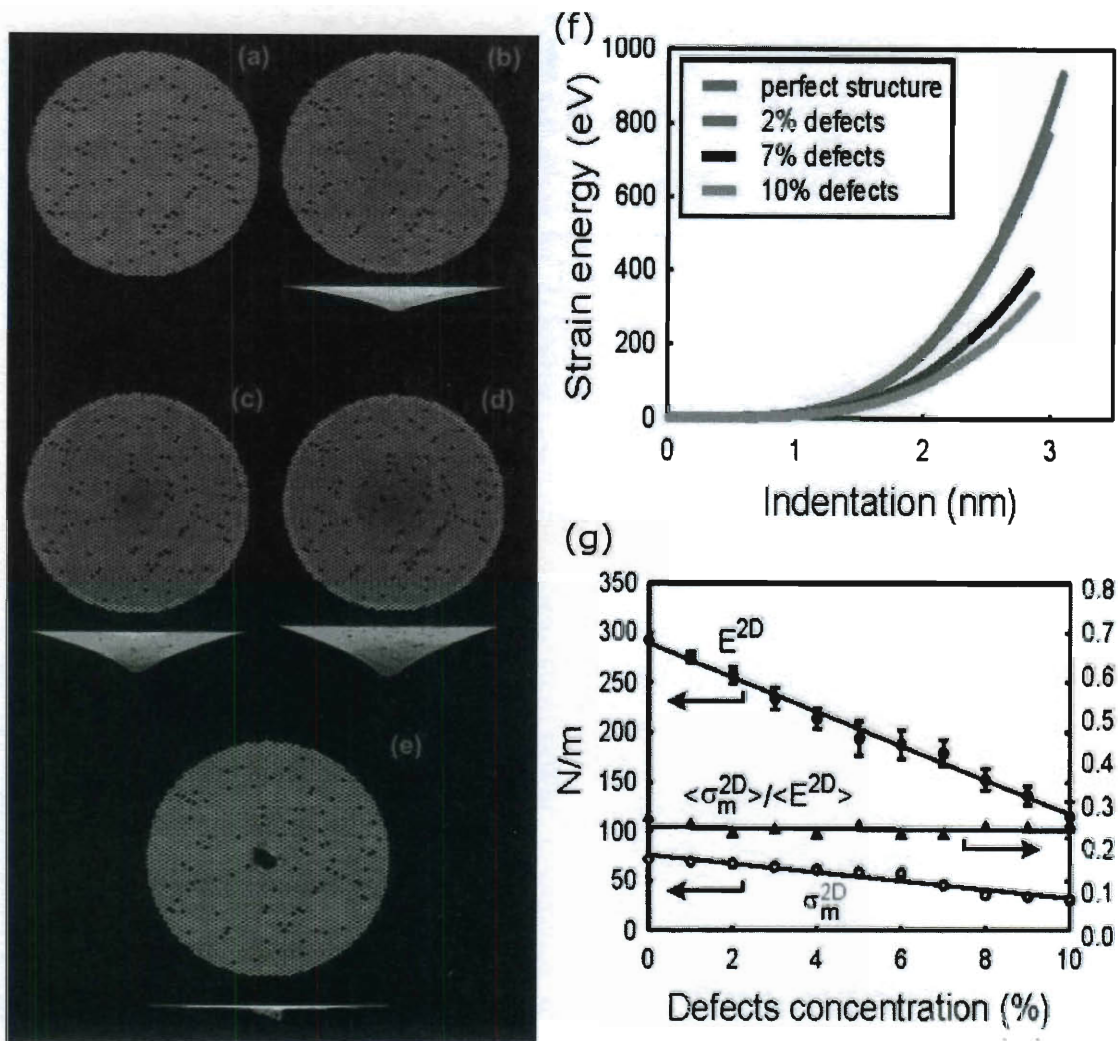 (a)
(b)
(c)
(d)
(e)
(f)
1000
800
600
400
200
0
Strain energy (eV)
perfect structure
2% defects
7% defects
10% defects
0 1 2 3
Indentation (nm)
(g)
350
300
250
200
150
100
50
0
N/m
E²ᴰ
<σₘ²ᴰ>/<E²ᴰ>
σₘ²ᴰ
0.8
0.7
0.6
0.5
0.4
0.3
0.2
0.1
0.0
0 2 4 6 8 10
Defects concentration (%)